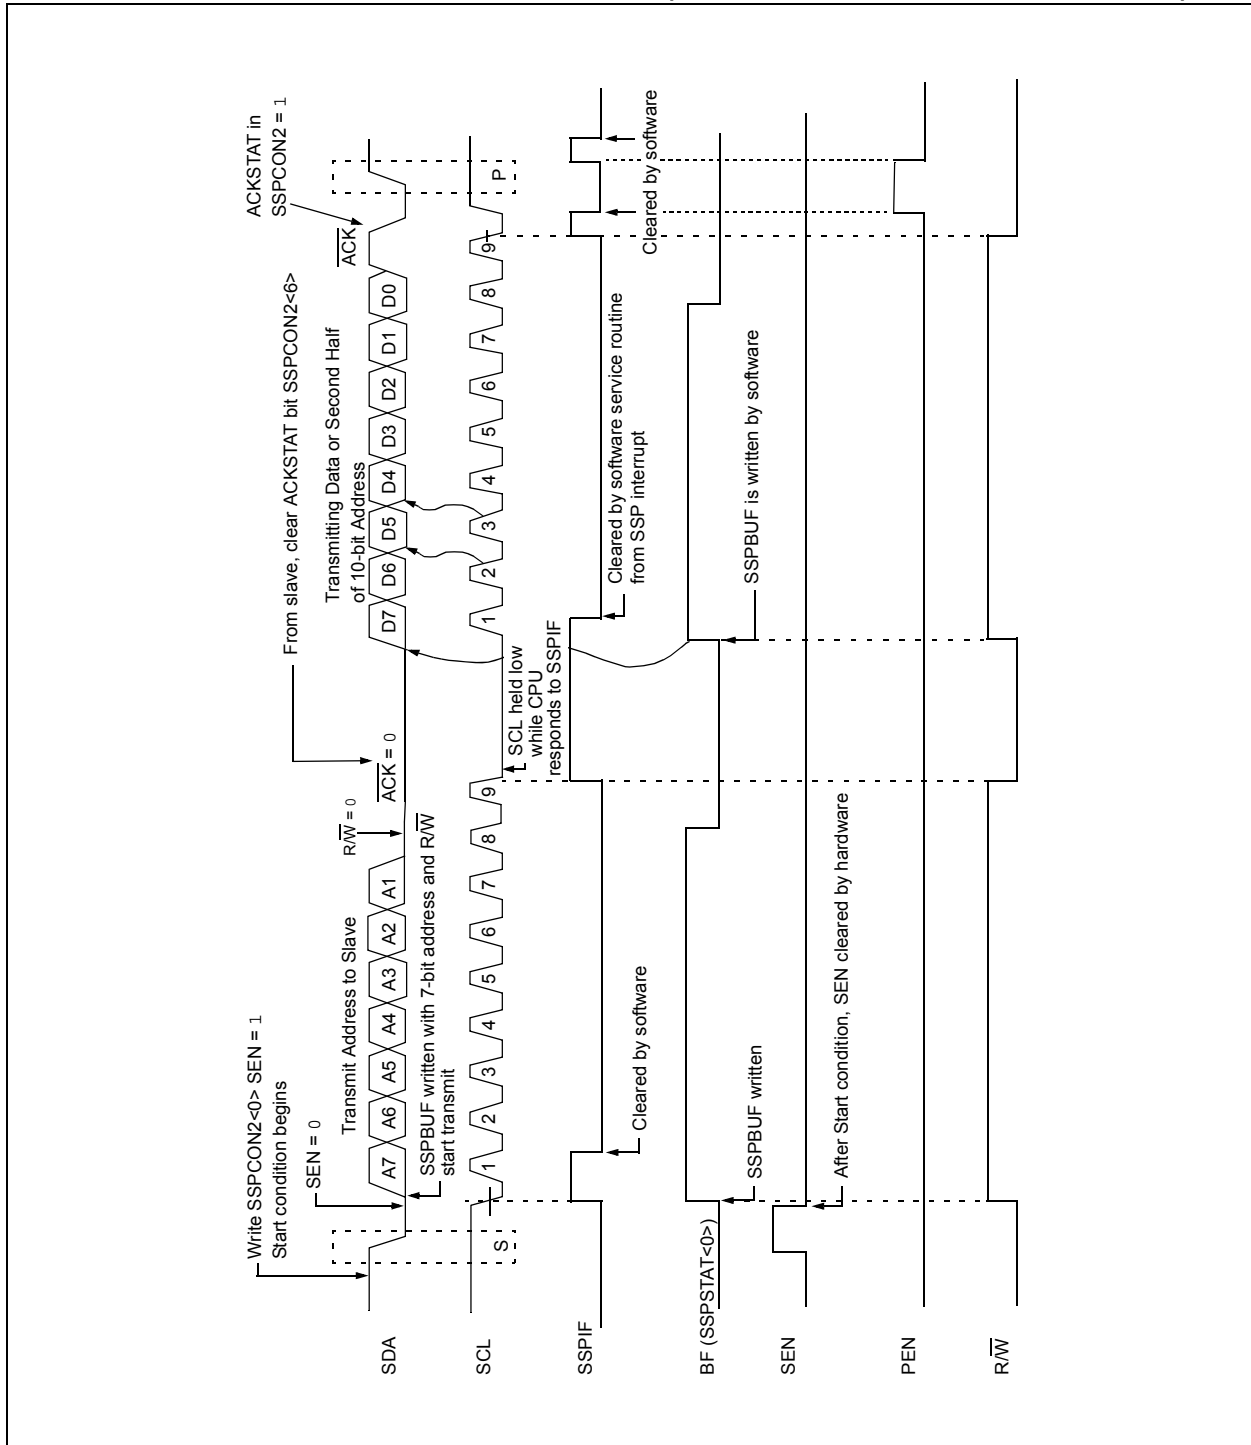 Write SSPCON2<0> SEN = 1
Start condition begins
SEN = 0
Transmit Address to Slave
From slave, clear ACKSTAT bit SSPCON2<6>
Transmitting Data or Second Half
of 10-bit Address
ACKSTAT in
SSPCON2 = 1
R/W = 0
ACK = 0
ACK
SDA
A7 A6 A5 A4 A3 A2 A1
D7 D6 D5 D4 D3 D2 D1 D0
SSPBUF written with 7-bit address and R/W
start transmit
SCL
S
1 2 3 4 5 6 7 8 9
1 2 3 4 5 6 7 8 9
P
SCL held low
while CPU
responds to SSPIF
SSPIF
Cleared by software
Cleared by software service routine
from SSP interrupt
Cleared by software
Cleared by software
BF (SSPSTAT<0>)
SSPBUF written
SSPBUF is written by software
SEN
After Start condition, SEN cleared by hardware
PEN
R/W